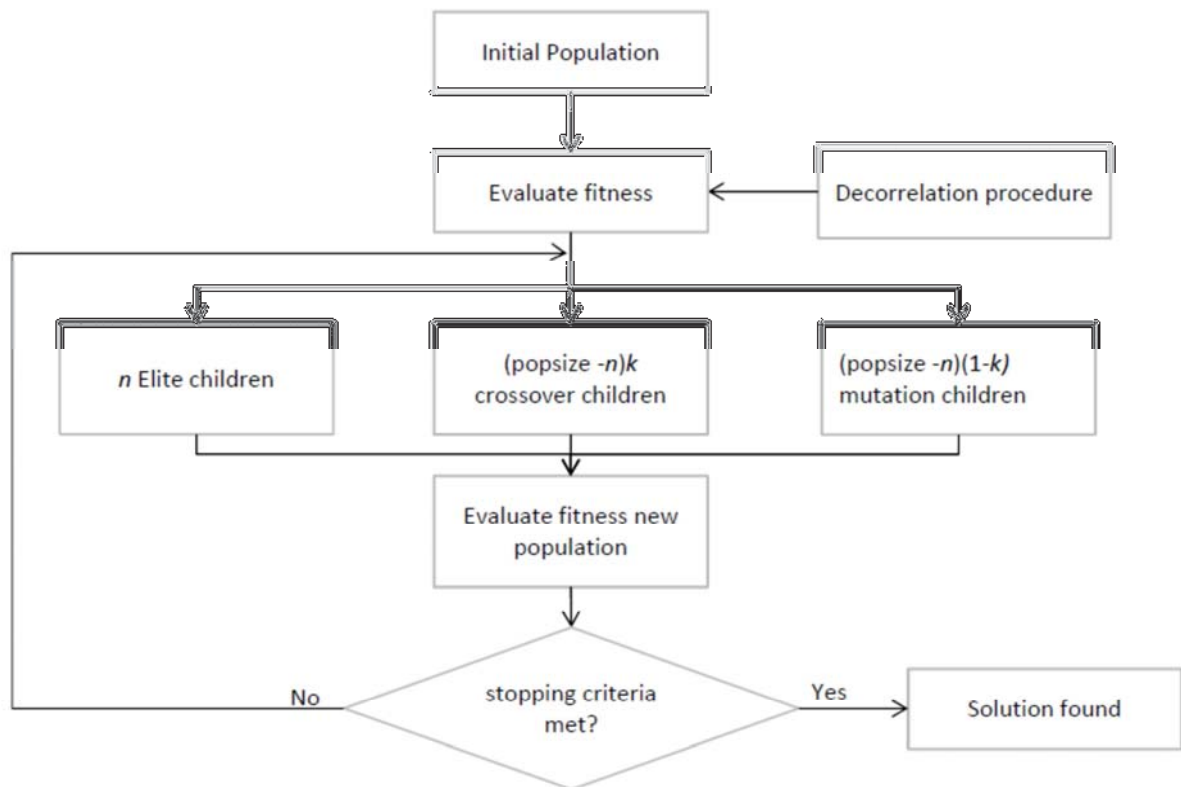 Initial Population
Evaluate fitness
Decorrelation procedure
n Elite children
(popsize -n)k
crossover children
(popsize -n)(1-k)
mutation children
Evaluate fitness new
population
stopping criteria
met?
No
Yes
Solution found